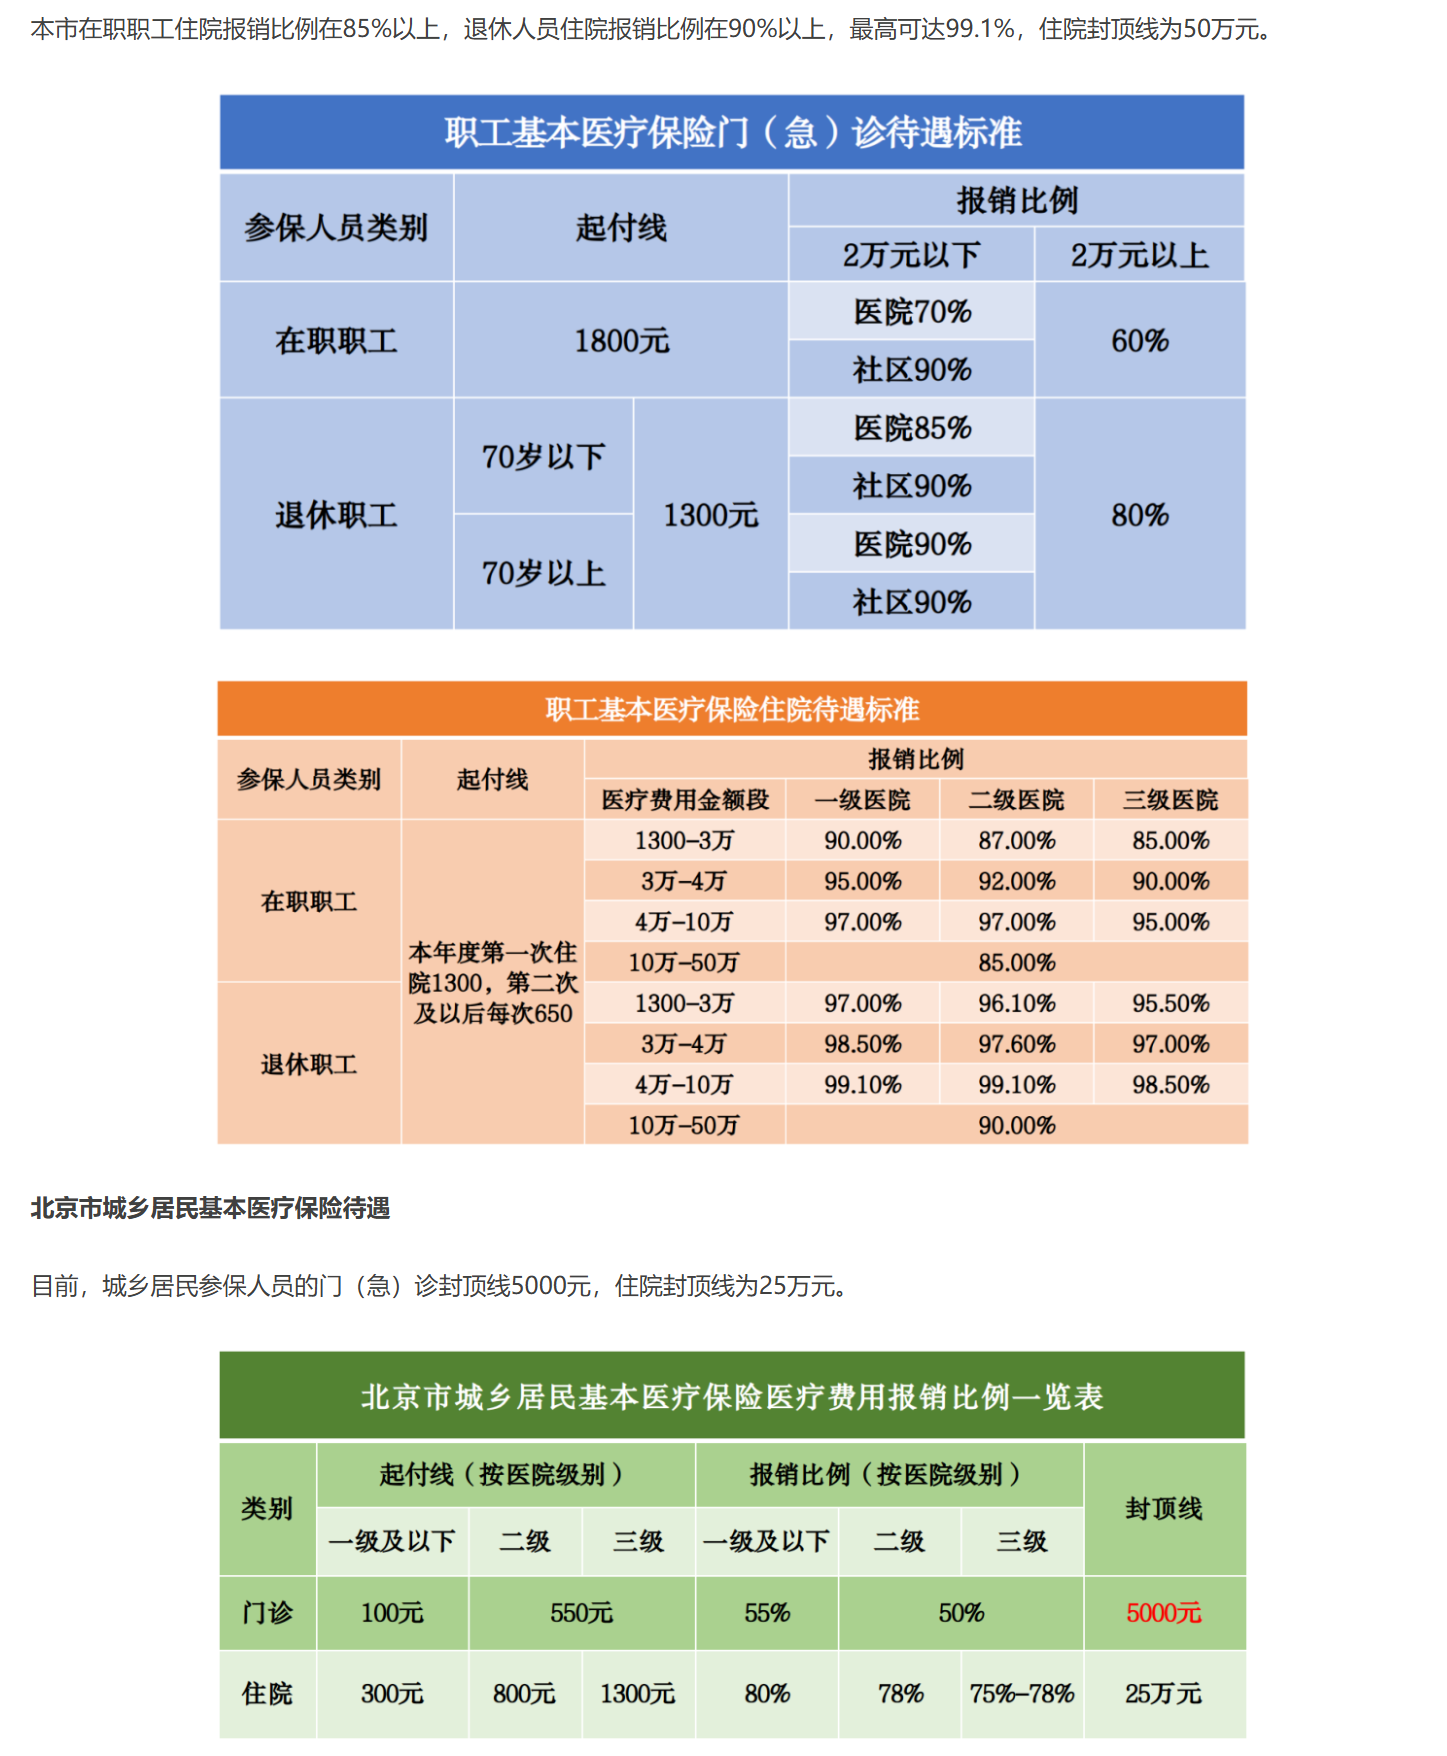 本市在职职工住院报销比例在85%以上，退休人员住院报销比例在90%以上，最高可达99.1%，住院封顶线为50万元。
职工基本医疗保险门（急）诊待遇标准
参保人员类别 起付线 报销比例
2万元以下 2万元以上
在职职工 1800元 医院70% 60%
社区90%
退休职工 70岁以下 1300元 医院85% 80%
社区90%
70岁以上 医院90%
社区90%
职工基本医疗保险住院待遇标准
参保人员类别 起付线 报销比例
医疗费用金额段 一级医院 二级医院 三级医院
在职职工 1300-3万 90.00% 87.00% 85.00%
3万-4万 95.00% 92.00% 90.00%
4万-10万 97.00% 97.00% 95.00%
10万-50万 85.00%
本年度第一次住
院1300，第二次
及以后每次650
退休职工 1300-3万 97.00% 96.10% 95.50%
3万-4万 98.50% 97.60% 97.00%
4万-10万 99.10% 99.10% 98.50%
10万-50万 90.00%
北京市城乡居民基本医疗保险待遇
目前，城乡居民参保人员的门（急）诊封顶线5000元，住院封顶线为25万元。
北京市城乡居民基本医疗保险医疗费用报销比例一览表
类别 起付线（按医院级别） 报销比例（按医院级别） 封顶线
一级及以下 二级 三级 一级及以下 二级 三级
门诊 100元 550元 55% 50% 5000元
住院 300元 800元 1300元 80% 78% 75%-78% 25万元